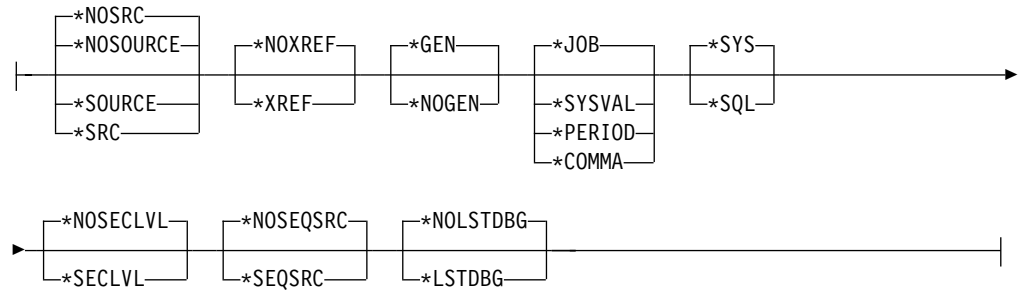 *NOSRC
*NOSOURCE *NOXREF *GEN *JOB *SYS
*SOURCE *XREF *NOGEN *SYSVAL *SQL
*SRC *PERIOD
*COMMA
*NOSECLVL *NOSEQSRC *NOLSTDBG
*SECLVL *SEQSRC *LSTDBG